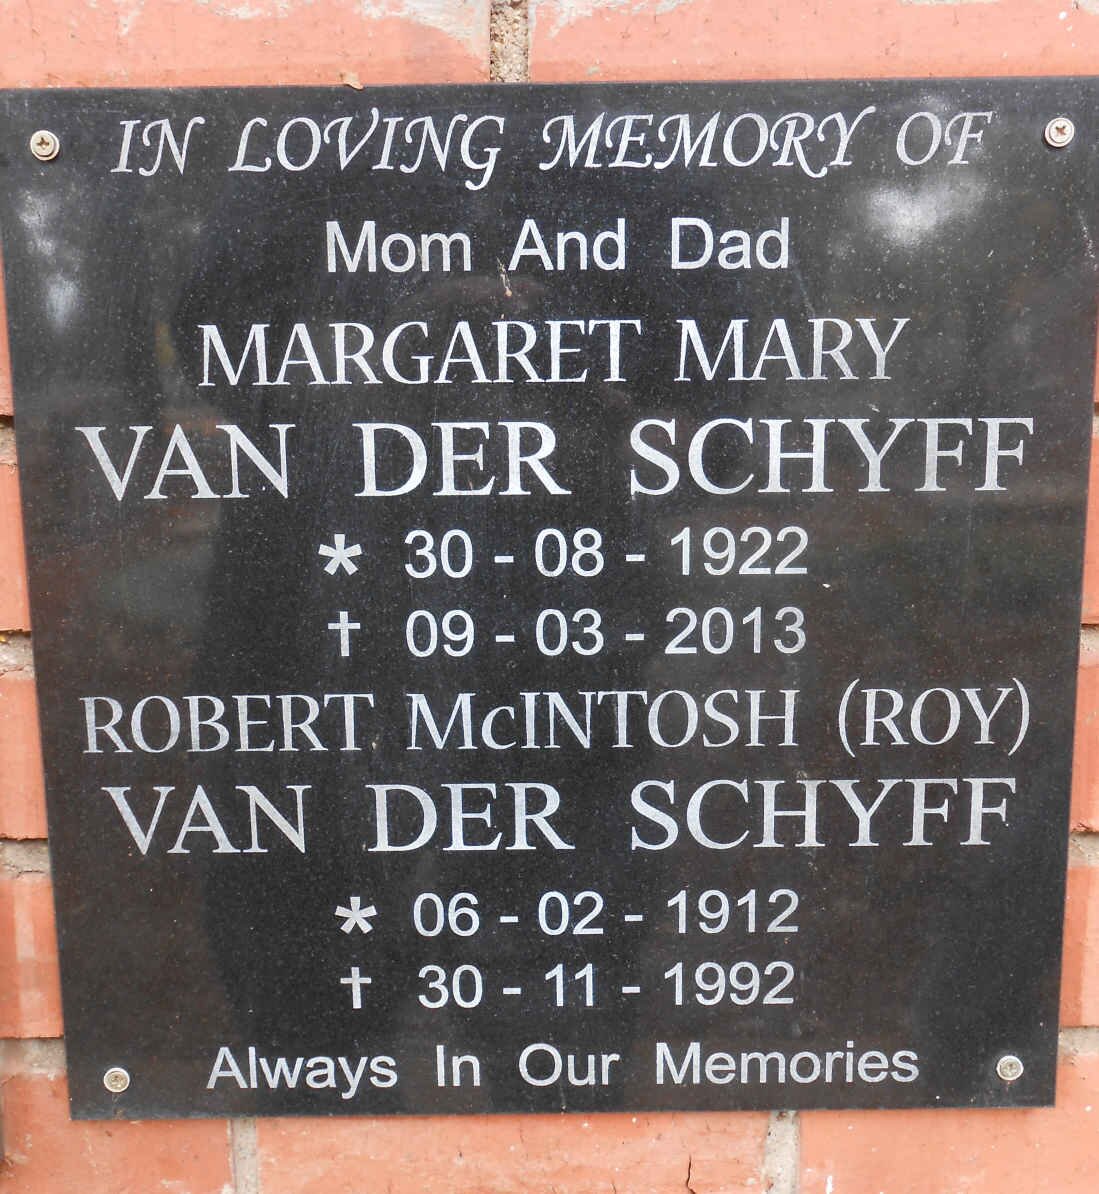 IN LOVING MEMORY OF
Mom And Dad
MARGARET MARY
VAN DER SCHYFF
* 30 - 08 - 1922
† 09 - 03 - 2013
ROBERT McINTOSH (ROY)
VAN DER SCHYFF
* 06 - 02 - 1912
† 30 - 11 - 1992
Always In Our Memories